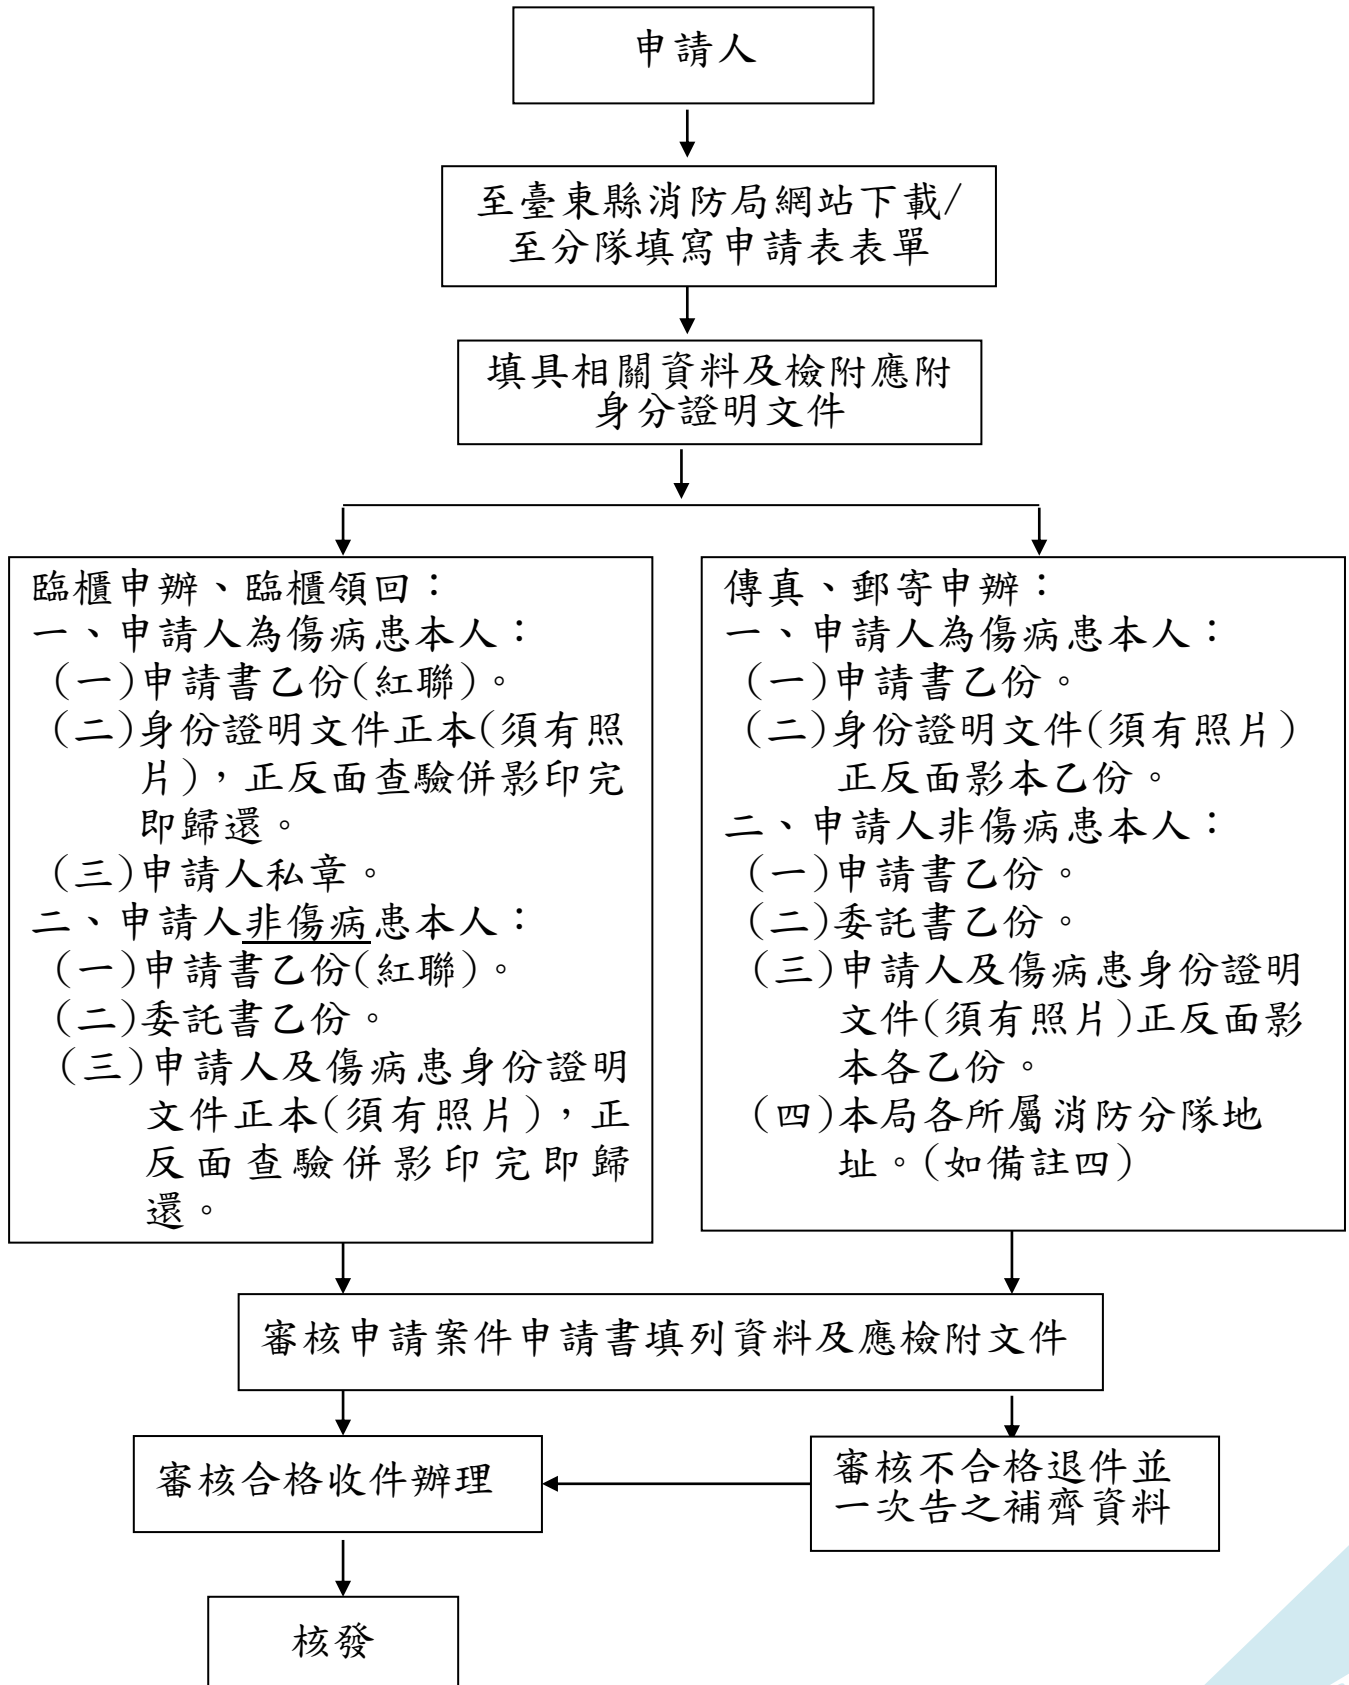 申請人
至臺東縣消防局網站下載/
至分隊填寫申請表表單
填具相關資料及檢附應附
身分證明文件
臨櫃申辦、臨櫃領回：
一、申請人為傷病患本人：
(一)申請書乙份(紅聯)。
(二)身份證明文件正本(須有照
片)，正反面查驗併影印完
即歸還。
(三)申請人私章。
二、申請人非傷病患本人：
(一)申請書乙份(紅聯)。
(二)委託書乙份。
(三)申請人及傷病患身份證明
文件正本(須有照片)，正
反面查驗併影印完即歸
還。
傳真、郵寄申辦：
一、申請人為傷病患本人：
(一)申請書乙份。
(二)身份證明文件(須有照片)
正反面影本乙份。
二、申請人非傷病患本人：
(一)申請書乙份。
(二)委託書乙份。
(三)申請人及傷病患身份證明
文件(須有照片)正反面影
本各乙份。
(四)本局各所屬消防分隊地
址。(如備註四)
審核申請案件申請書填列資料及應檢附文件
審核合格收件辦理
審核不合格退件並
一次告之補齊資料
核發